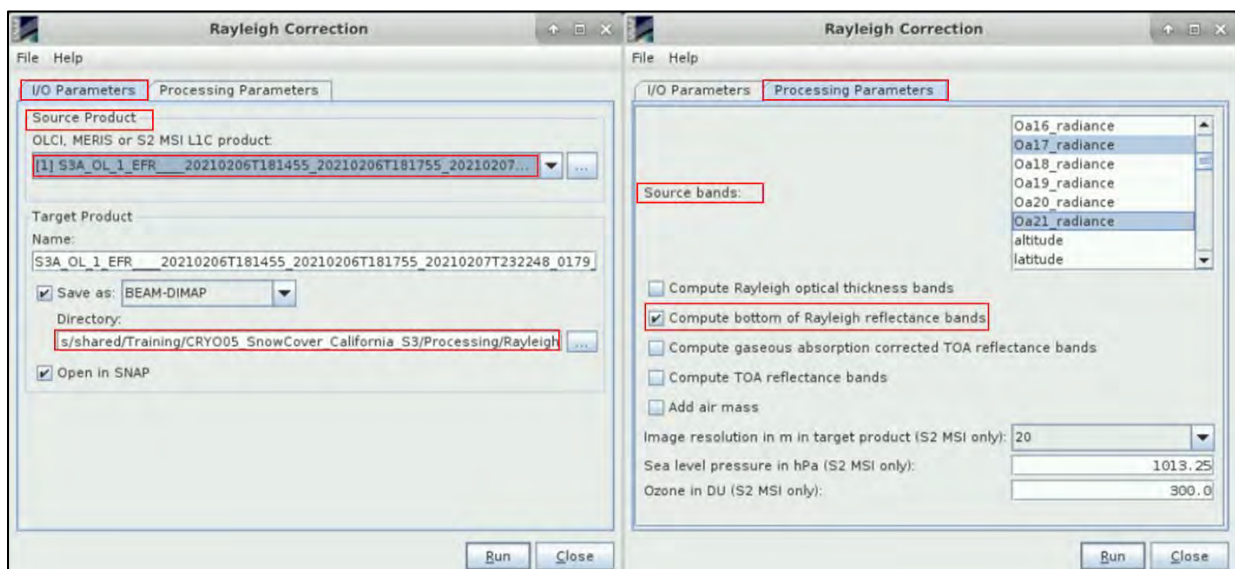 Rayleigh Correction
File Help
I/O Parameters Processing Parameters
Source Product
OLCI, MERIS or S2 MSI L1C product:
[1] S3A_OL_1_EFR____20210206T181455_20210206T181755_20210207...
...
Target Product
Name:
S3A_OL_1_EFR____20210206T181455_20210206T181755_20210207T232248_0179_
Save as: BEAM-DIMAP
Directory:
s/shared/Training/CRYO05_SnowCover_California_S3/Processing/Rayleigh ...
Open in SNAP
Run Close
Rayleigh Correction
File Help
I/O Parameters Processing Parameters
Source bands:
Oa16_radiance
Oa17_radiance
Oa18_radiance
Oa19_radiance
Oa20_radiance
Oa21_radiance
altitude
latitude
Compute Rayleigh optical thickness bands
Compute bottom of Rayleigh reflectance bands
Compute gaseous absorption corrected TOA reflectance bands
Compute TOA reflectance bands
Add air mass
Image resolution in m in target product (S2 MSI only): 20
Sea level pressure in hPa (S2 MSI only): 1013.25
Ozone in DU (S2 MSI only): 300.0
Run Close